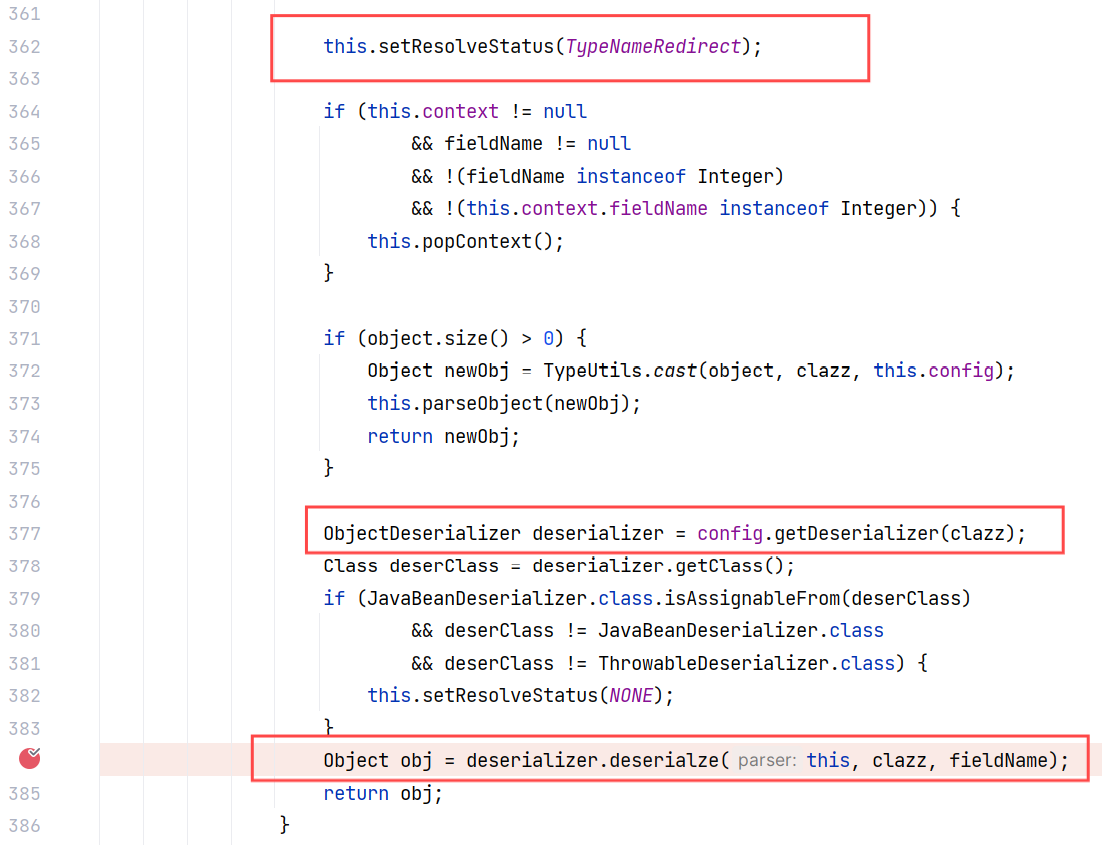 361
362 this.setResolveStatus(TypeNameRedirect);
363
364 if (this.context != null
365 && fieldName != null
366 && !(fieldName instanceof Integer)
367 && !(this.context.fieldName instanceof Integer)) {
368 this.popContext();
369 }
370
371 if (object.size() > 0) {
372 Object newObj = TypeUtils.cast(object, clazz, this.config);
373 this.parseObject(newObj);
374 return newObj;
375 }
376
377 ObjectDeserializer deserializer = config.getDeserializer(clazz);
378 Class deserClass = deserializer.getClass();
379 if (JavaBeanDeserializer.class.isAssignableFrom(deserClass)
380 && deserClass != JavaBeanDeserializer.class
381 && deserClass != ThrowableDeserializer.class) {
382 this.setResolveStatus(NONE);
383 }
Object obj = deserializer.deserialze( parser: this, clazz, fieldName);
385 return obj;
386 }